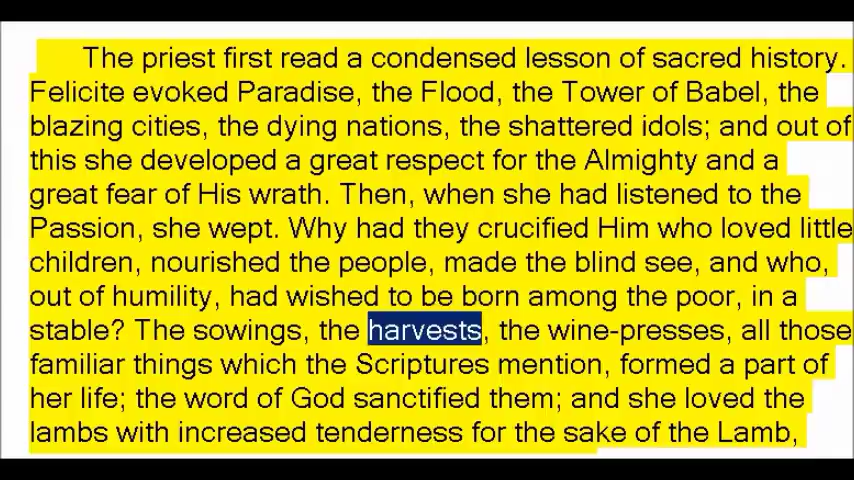 The priest first read a condensed lesson of sacred history.
Felicite evoked Paradise, the Flood, the Tower of Babel, the
blazing cities, the dying nations, the shattered idols; and out of
this she developed a great respect for the Almighty and a
great fear of His wrath. Then, when she had listened to the
Passion, she wept. Why had they crucified Him who loved little
children, nourished the people, made the blind see, and who,
out of humility, had wished to be born among the poor, in a
stable? The sowings, the harvests, the wine-presses, all those
familiar things which the Scriptures mention, formed a part of
her life; the word of God sanctified them; and she loved the
lambs with increased tenderness for the sake of the Lamb,